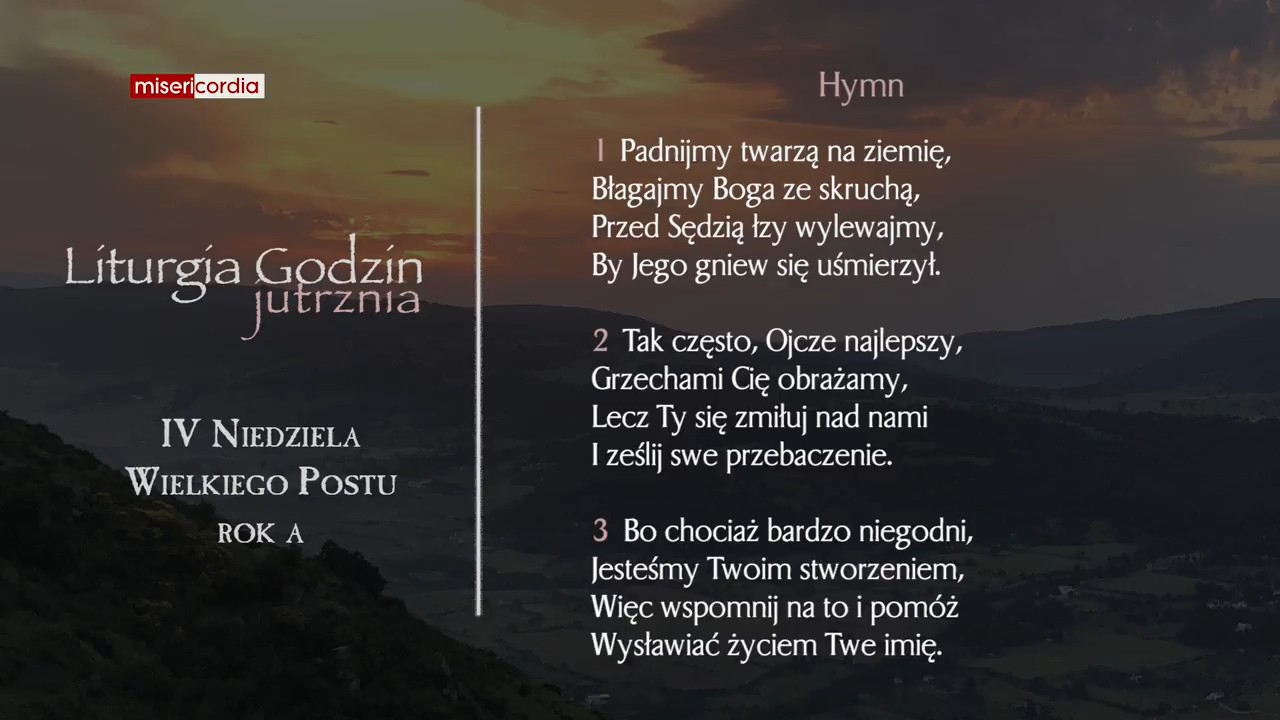 misericordia
Liturgia Godzin
jutrznia
IV Niedziela
Wielkiego Postu
rok A
Hymn
1 Padnijmy twarzą na ziemię,
Błagajmy Boga ze skruchą,
Przed Sędzią łzy wylewajmy,
By Jego gniew się uśmierzył.
2 Tak często, Ojcze najlepszy,
Grzechami Cię obrażamy,
Lecz Ty się zmiłuj nad nami
I ześlij swe przebaczenie.
3 Bo chociaż bardzo niegodni,
Jesteśmy Twoim stworzeniem,
Więc wspomnij na to i pomóż
Wysławiać życiem Twe imię.